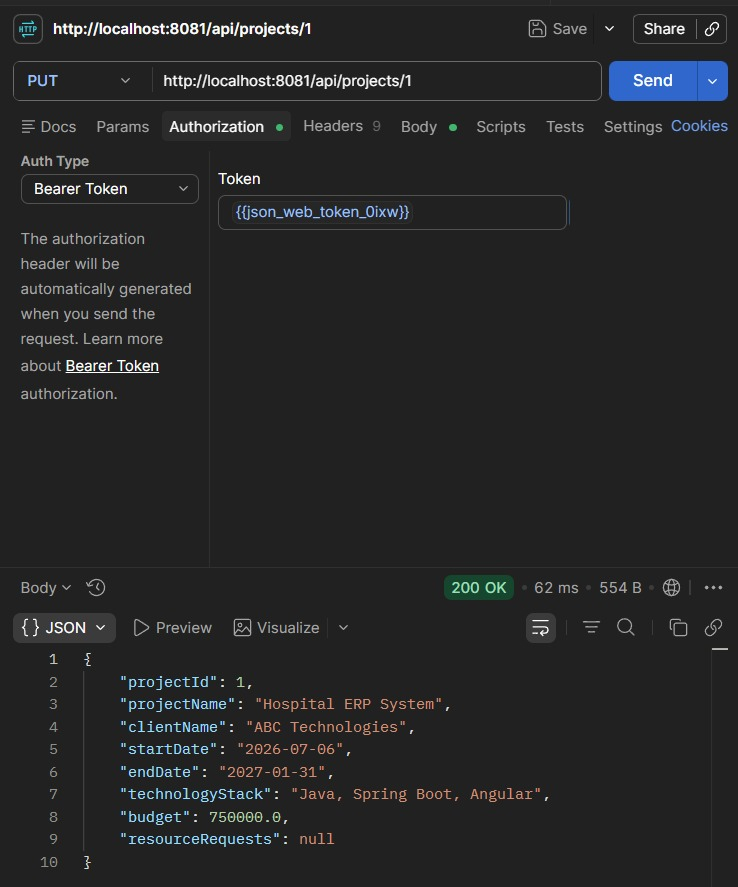 HTTP http://localhost:8081/api/projects/1 Save Share
PUT http://localhost:8081/api/projects/1 Send
Docs Params Authorization Headers 9 Body Scripts Tests Settings Cookies
Auth Type
Bearer Token
The authorization
header will be
automatically generated
when you send the
request. Learn more
about Bearer Token
authorization.
Token
{{json_web_token_0ixw}}
Body 200 OK 62 ms 554 B
{} JSON Preview Visualize
1 {
2 "projectId": 1,
3 "projectName": "Hospital ERP System",
4 "clientName": "ABC Technologies",
5 "startDate": "2026-07-06",
6 "endDate": "2027-01-31",
7 "technologyStack": "Java, Spring Boot, Angular",
8 "budget": 750000.0,
9 "resourceRequests": null
10 }